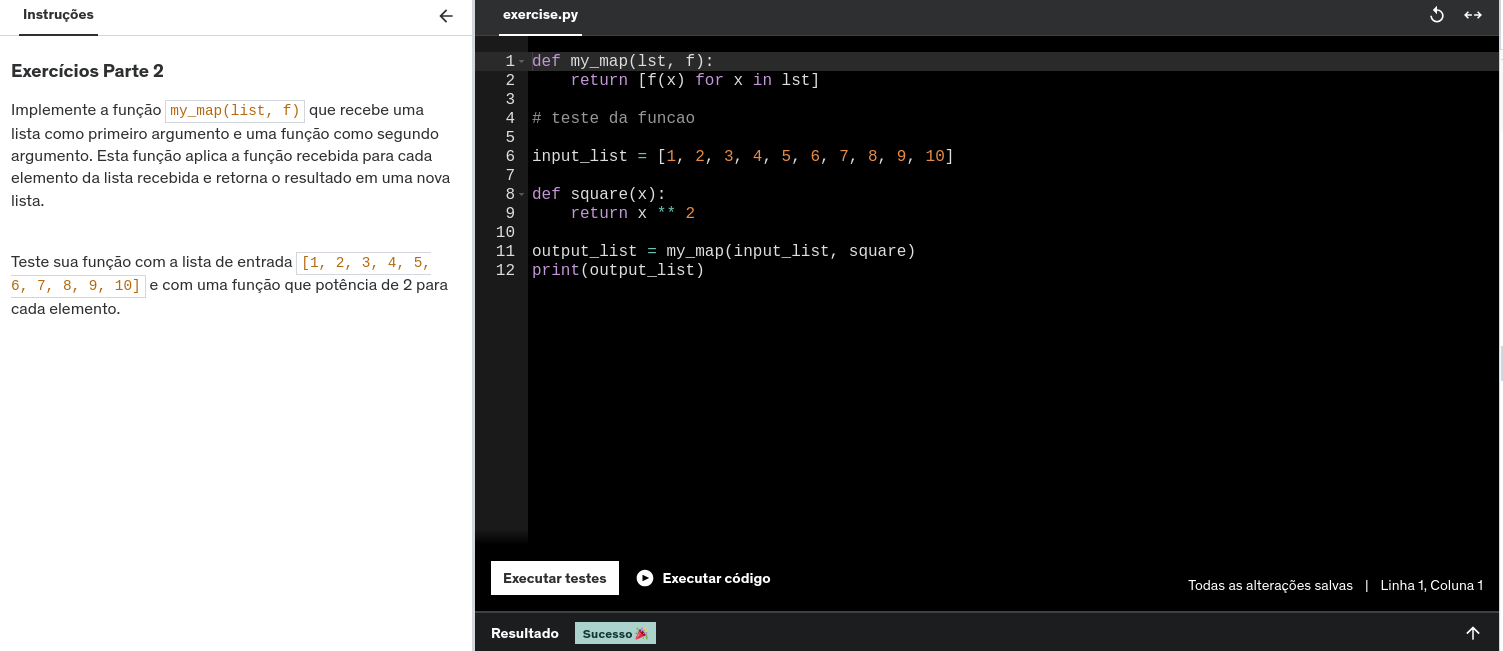 Instruções
Exercícios Parte 2
Implemente a função my_map(list, f) que recebe uma
lista como primeiro argumento e uma função como segundo
argumento. Esta função aplica a função recebida para cada
elemento da lista recebida e retorna o resultado em uma nova
lista.
Teste sua função com a lista de entrada [1, 2, 3, 4, 5,
6, 7, 8, 9, 10] e com uma função que potência de 2 para
cada elemento.
exercise.py
1 def my_map(lst, f):
2     return [f(x) for x in lst]
3
4 # teste da funcao
5
6 input_list = [1, 2, 3, 4, 5, 6, 7, 8, 9, 10]
7
8 def square(x):
9     return x ** 2
10
11 output_list = my_map(input_list, square)
12 print(output_list)
Executar testes Executar código
Todas as alterações salvas | Linha 1, Coluna 1
Resultado Sucesso